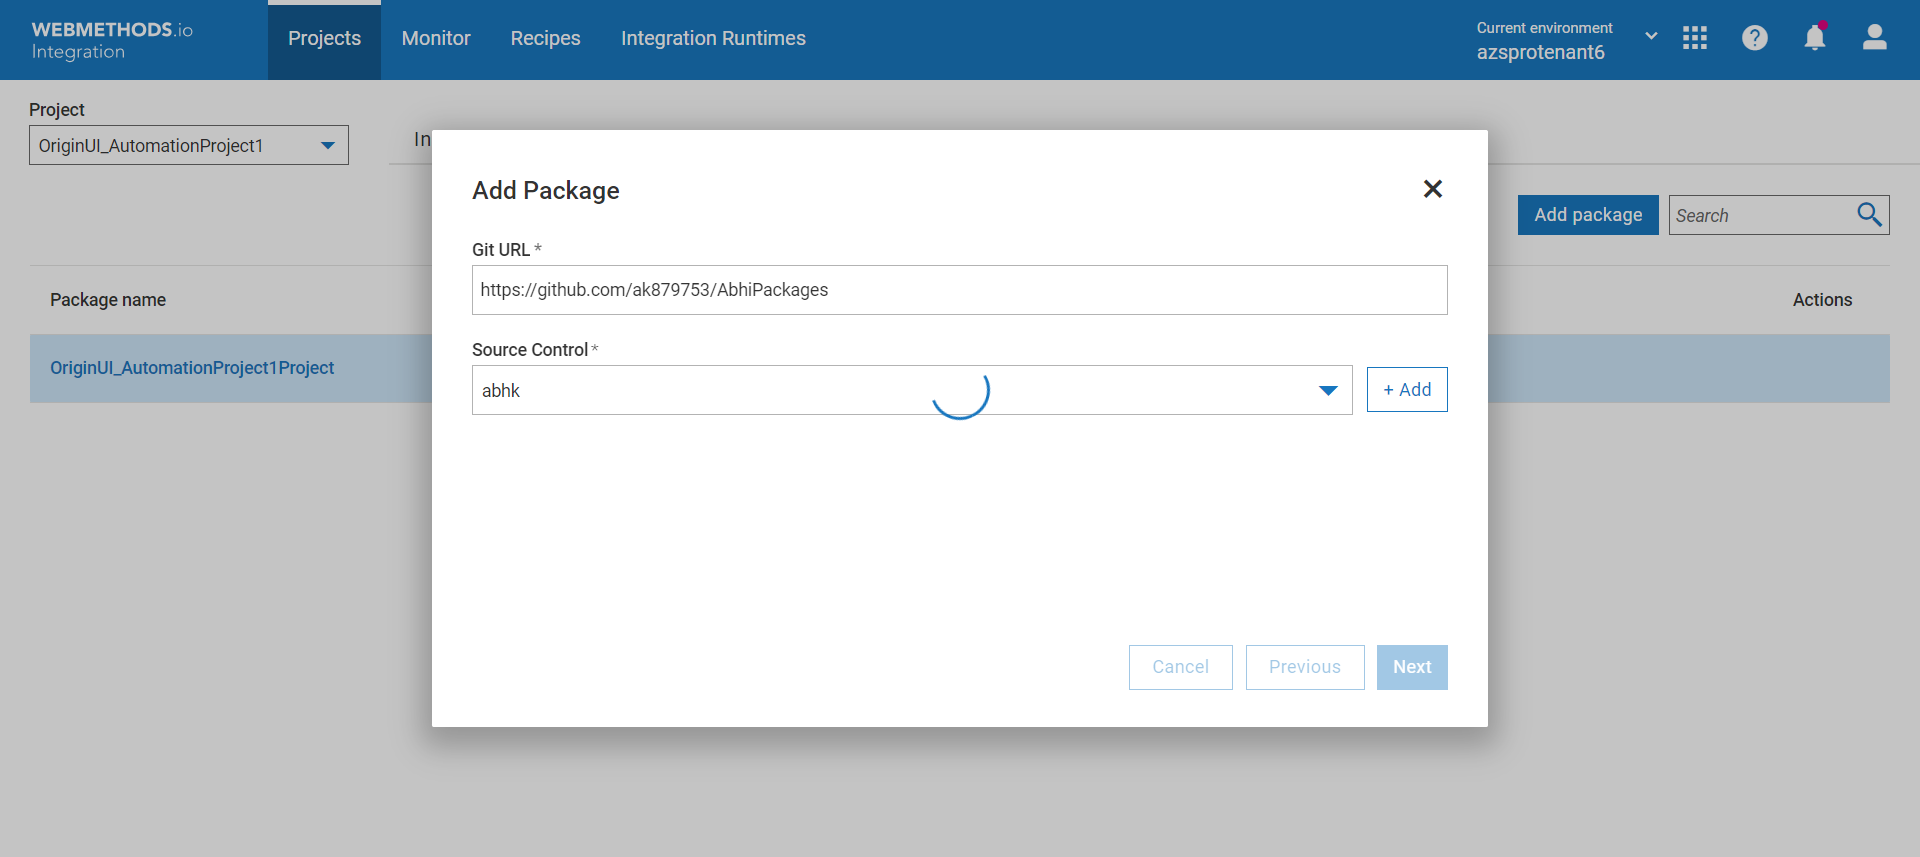 WEBMETHODS.io
Integration
Projects
Monitor
Recipes
Integration Runtimes
Current environment
azsprotenant6
?
Project
OriginUI_AutomationProject1
In
Add package
Search
Package name
Actions
OriginUI_AutomationProject1Project
Add Package
Git URL *
https://github.com/ak879753/AbhiPackages
Source Control *
abhk
+ Add
Cancel
Previous
Next